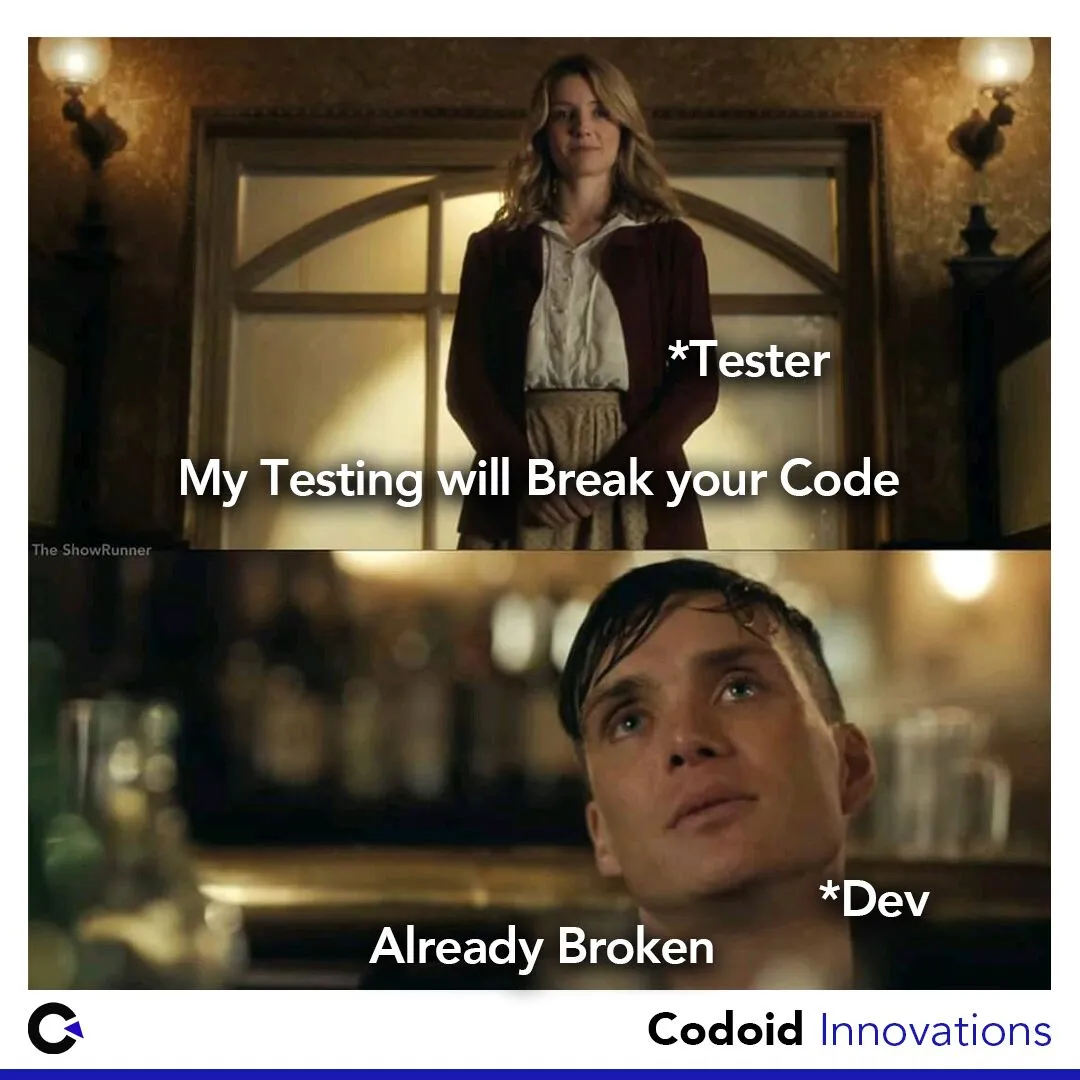 *Tester
My Testing will Break your Code
The ShowRunner
*Dev
Already Broken
Codoid Innovations